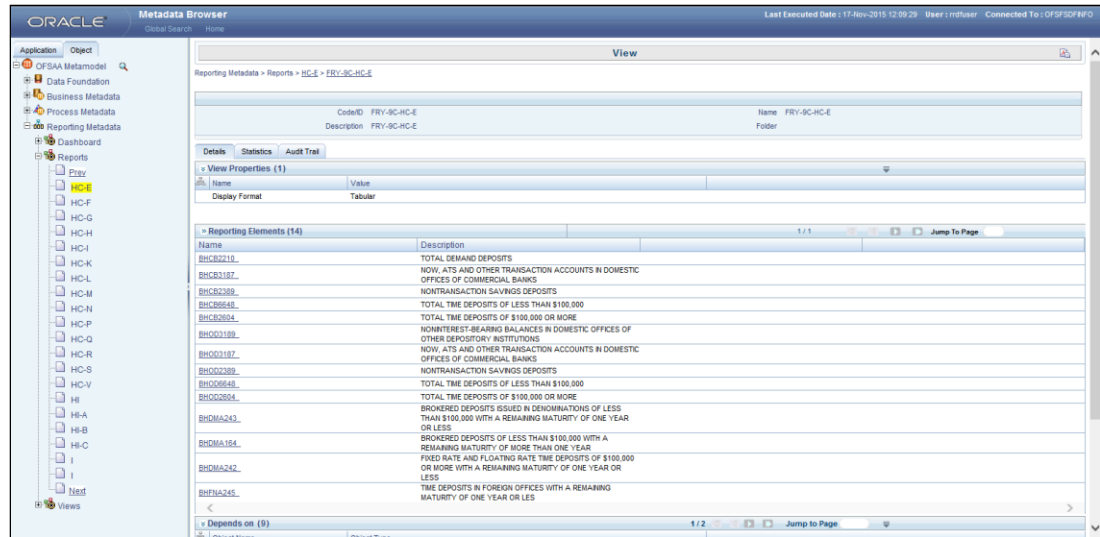 ORACLE®
Metadata Browser
Global Search Home
Last Executed Date : 17-Nov-2015 12:09:29 User : rrdfuser Connected To : OFSFSDFINFO
Application Object
OFSAA Metamodel
Data Foundation
Business Metadata
Process Metadata
Reporting Metadata
Dashboard
Reports
Prev
HC-E
HC-F
HC-G
HC-H
HC-I
HC-K
HC-L
HC-M
HC-N
HC-P
HC-Q
HC-R
HC-S
HC-V
HI
HI-A
HI-B
HI-C
I
I
Next
Views
View
Reporting Metadata > Reports > HC-E > FRY-9C-HC-E
Code/ID FRY-9C-HC-E Name FRY-9C-HC-E
Description FRY-9C-HC-E Folder
Details Statistics Audit Trail
View Properties (1)
Name Value
Display Format Tabular
Reporting Elements (14) 1 / 1 Jump To Page
Name Description
BHCB2210 TOTAL DEMAND DEPOSITS
BHCB3187 NOW, ATS AND OTHER TRANSACTION ACCOUNTS IN DOMESTIC
OFFICES OF COMMERCIAL BANKS
BHCB2389 NONTRANSACTION SAVINGS DEPOSITS
BHCB6648 TOTAL TIME DEPOSITS OF LESS THAN $100,000
BHCB2604 TOTAL TIME DEPOSITS OF $100,000 OR MORE
BHOD3189 NONINTEREST-BEARING BALANCES IN DOMESTIC OFFICES OF
OTHER DEPOSITORY INSTITUTIONS
BHOD3187 NOW, ATS AND OTHER TRANSACTION ACCOUNTS IN DOMESTIC
OFFICES OF COMMERCIAL BANKS
BHOD2389 NONTRANSACTION SAVINGS DEPOSITS
BHOD6648 TOTAL TIME DEPOSITS OF LESS THAN $100,000
BHOD2604 TOTAL TIME DEPOSITS OF $100,000 OR MORE
BHDMA243 BROKERED DEPOSITS ISSUED IN DENOMINATIONS OF LESS
THAN $100,000 WITH A REMAINING MATURITY OF ONE YEAR
OR LESS
BHDMA164 BROKERED DEPOSITS OF LESS THAN $100,000 WITH A
REMAINING MATURITY OF MORE THAN ONE YEAR
BHDMA242 FIXED RATE AND FLOATING RATE TIME DEPOSITS OF $100,000
OR MORE WITH A REMAINING MATURITY OF ONE YEAR OR
LESS
BHFNA245 TIME DEPOSITS IN FOREIGN OFFICES WITH A REMAINING
MATURITY OF ONE YEAR OR LES
Depends on (9) 1 / 2 Jump to Page
Object Name Object Type